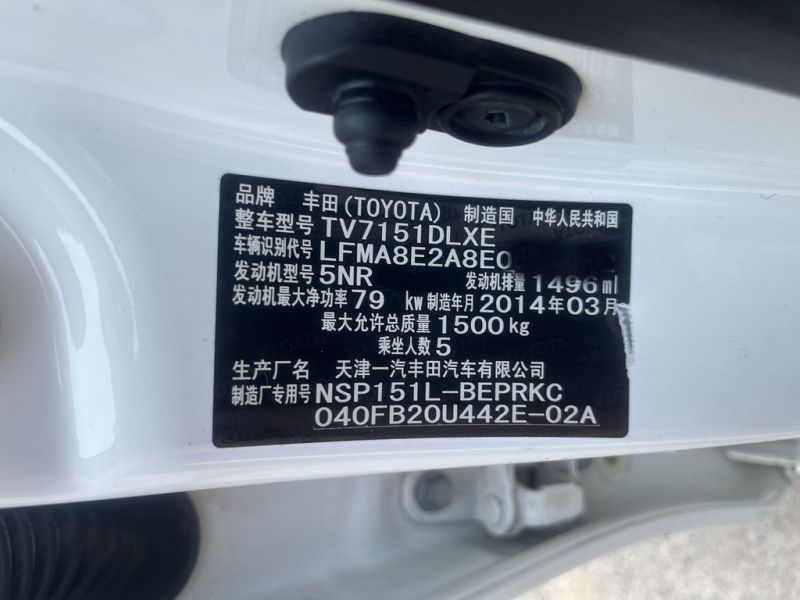 品牌 丰田(TOYOTA) 制造国 中华人民共和国
整车型号 TV7151DLXE
车辆识别代号 LFMA8E2A8E0
发动机型号 5NR 发动机排量 1496ml
发动机最大净功率 79 kw 制造年月 2014年03月
最大允许总质量 1500kg
乘坐人数 5
生产厂名 天津一汽丰田汽车有限公司
制造厂专用号 NSP151L-BEPRKC
040FB20U442E-02A